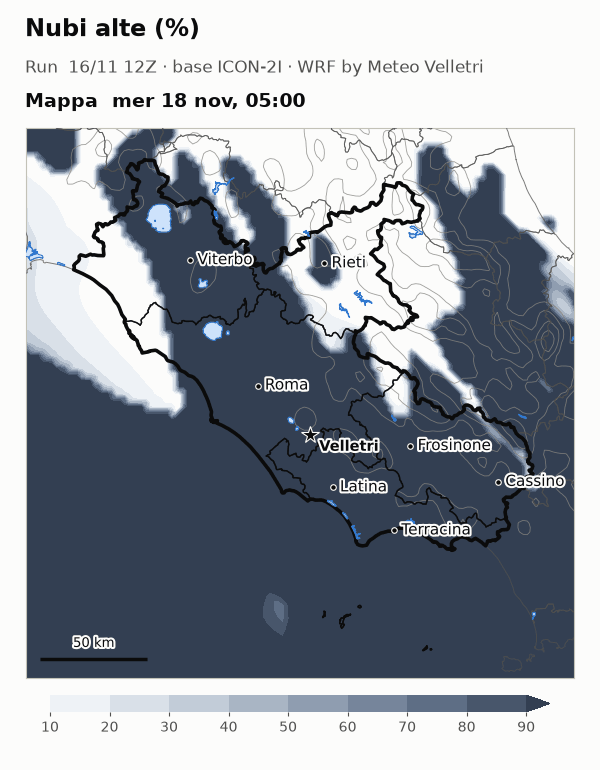 Nubi alte (%)
Run 16/11 12Z · base ICON-2I · WRF by Meteo Velletri
Mappa mer 18 nov, 05:00
Viterbo
Rieti
Roma
Velletri
Frosinone
Latina
Cassino
Terracina
50 km
10 20 30 40 50 60 70 80 90